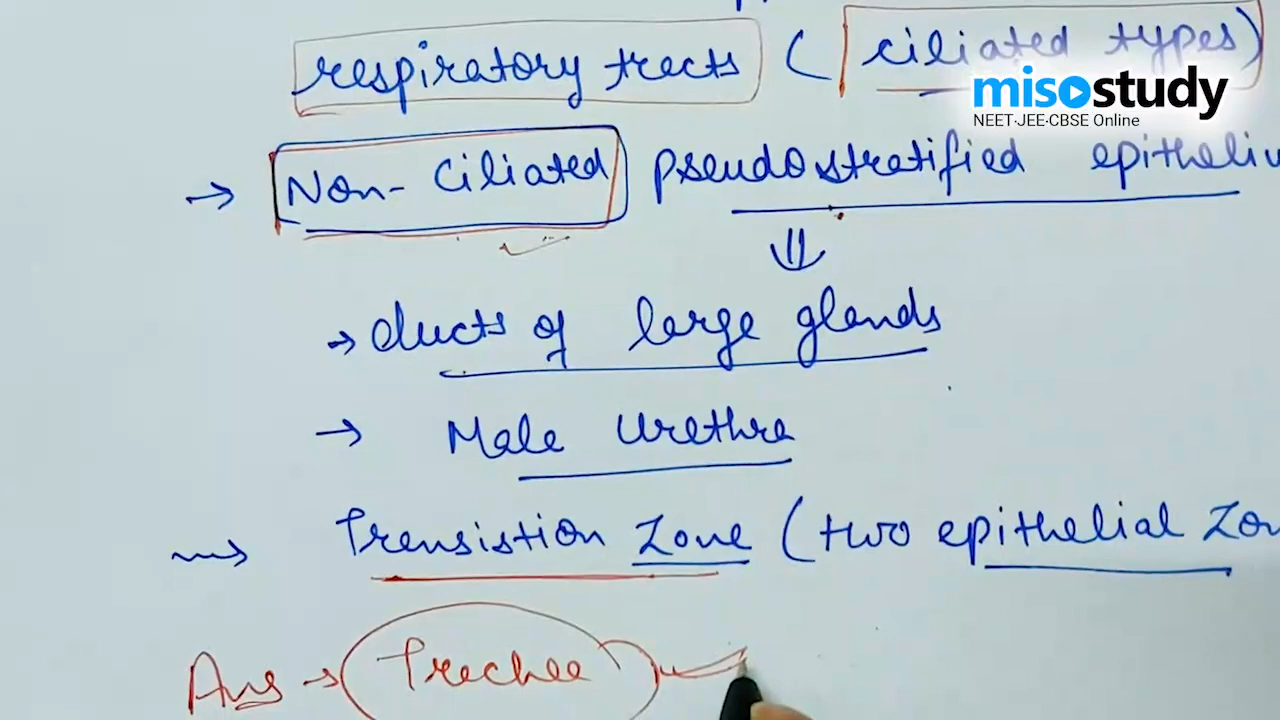 respiratory trects (ciliated types)
misostudy
NEET·JEE·CBSE Online
→ Non-Ciliated pseudostratified epitheliu
⇓
→ ducts of large glands
→ Male Urethra
Transistion Zone (two epithelial Zon
Ans → Trachea